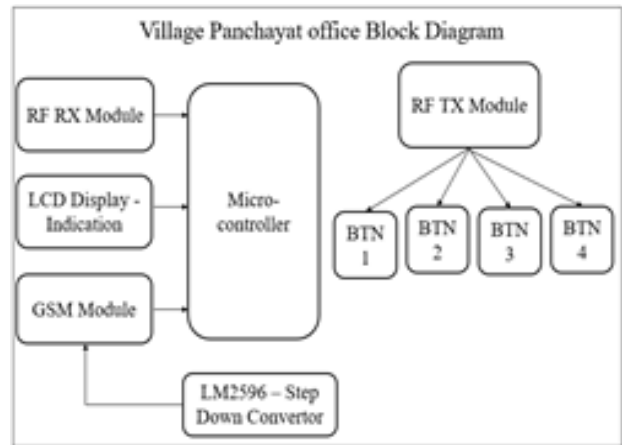 Village Panchayat office Block Diagram
RF RX Module
LCD Display -
Indication
GSM Module
Micro-
controller
LM2596 – Step
Down Convertor
RF TX Module
BTN
1
BTN
2
BTN
3
BTN
4